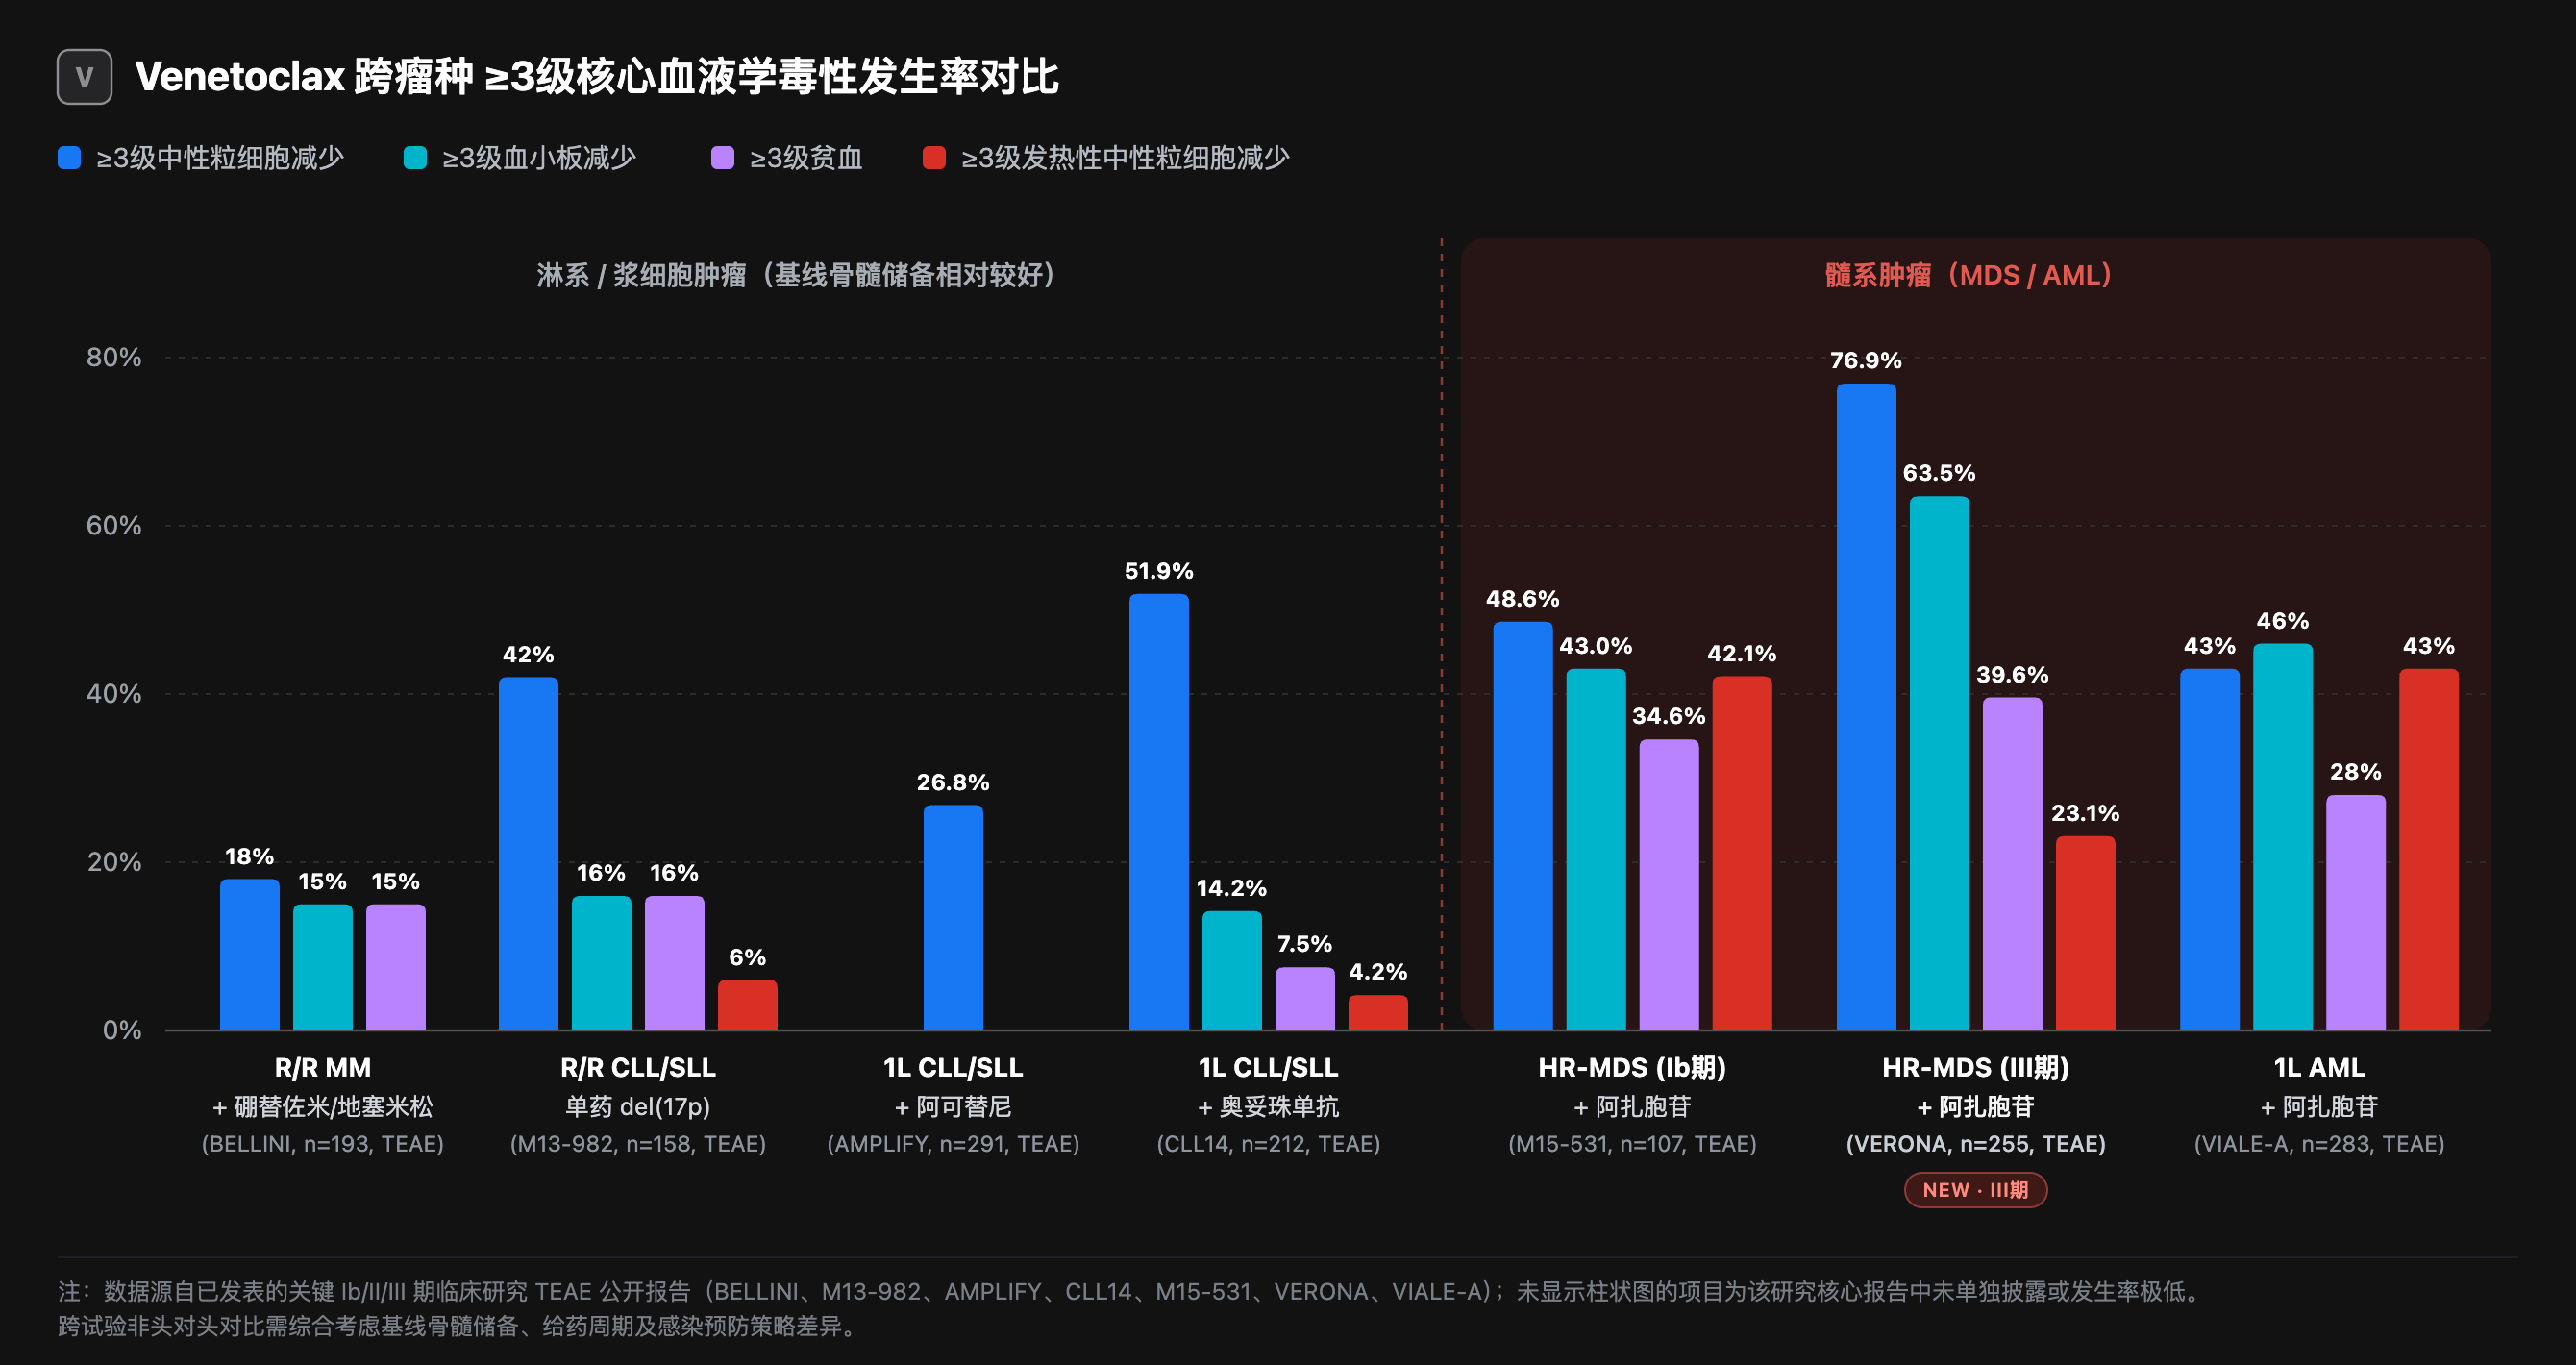 V
Venetoclax 跨瘤种 ≥3级核心血液学毒性发生率对比
≥3级中性粒细胞减少 ≥3级血小板减少 ≥3级贫血 ≥3级发热性中性粒细胞减少
淋系 / 浆细胞肿瘤（基线骨髓储备相对较好）
髓系肿瘤（MDS / AML）
80%
60%
40%
20%
0%
18% 15% 15%
42% 16% 16% 6%
26.8%
51.9% 14.2% 7.5% 4.2%
48.6% 43.0% 34.6% 42.1%
76.9% 63.5% 39.6% 23.1%
43% 46% 28% 43%
R/R MM
+ 硼替佐米/地塞米松
(BELLINI, n=193, TEAE)
R/R CLL/SLL
单药 del(17p)
(M13-982, n=158, TEAE)
1L CLL/SLL
+ 阿可替尼
(AMPLIFY, n=291, TEAE)
1L CLL/SLL
+ 奥妥珠单抗
(CLL14, n=212, TEAE)
HR-MDS (Ib期)
+ 阿扎胞苷
(M15-531, n=107, TEAE)
HR-MDS (III期)
+ 阿扎胞苷
(VERONA, n=255, TEAE)
NEW · III期
1L AML
+ 阿扎胞苷
(VIALE-A, n=283, TEAE)
注：数据源自已发表的关键 Ib/II/III 期临床研究 TEAE 公开报告（BELLINI、M13-982、AMPLIFY、CLL14、M15-531、VERONA、VIALE-A）；未显示柱状图的项目为该研究核心报告中未单独披露或发生率极低。
跨试验非头对头对比需综合考虑基线骨髓储备、给药周期及感染预防策略差异。